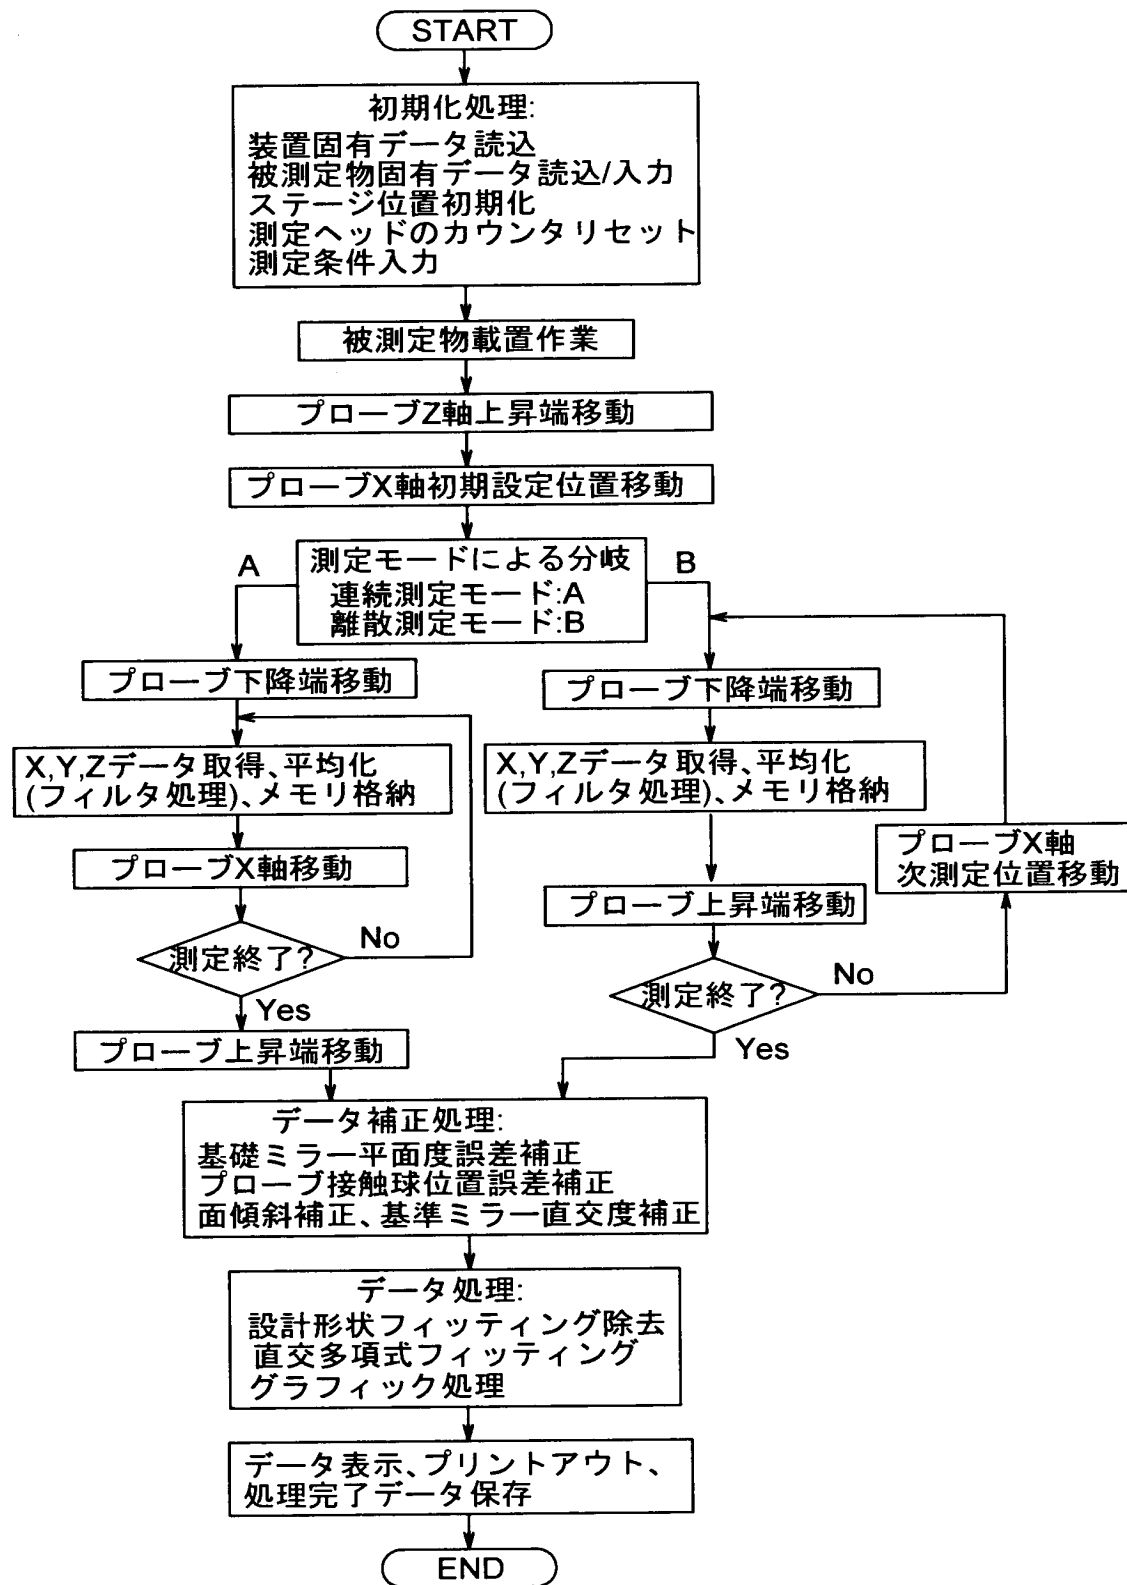 START
初期化処理:
装置固有データ読込
被測定物固有データ読込/入力
ステージ位置初期化
測定ヘッドのカウンタリセット
測定条件入力
被測定物載置作業
プローブZ軸上昇端移動
プローブX軸初期設定位置移動
測定モードによる分岐
連続測定モード:A
離散測定モード:B
A
プローブ下降端移動
X,Y,Zデータ取得、平均化
(フィルタ処理)、メモリ格納
プローブX軸移動
測定終了?
No
Yes
プローブ上昇端移動
B
プローブ下降端移動
X,Y,Zデータ取得、平均化
(フィルタ処理)、メモリ格納
プローブ上昇端移動
測定終了?
No
プローブX軸
次測定位置移動
Yes
データ補正処理:
基礎ミラー平面度誤差補正
プローブ接触球位置誤差補正
面傾斜補正、基準ミラー直交度補正
データ処理:
設計形状フィッティング除去
直交多項式フィッティング
グラフィック処理
データ表示、プリントアウト、
処理完了データ保存
END